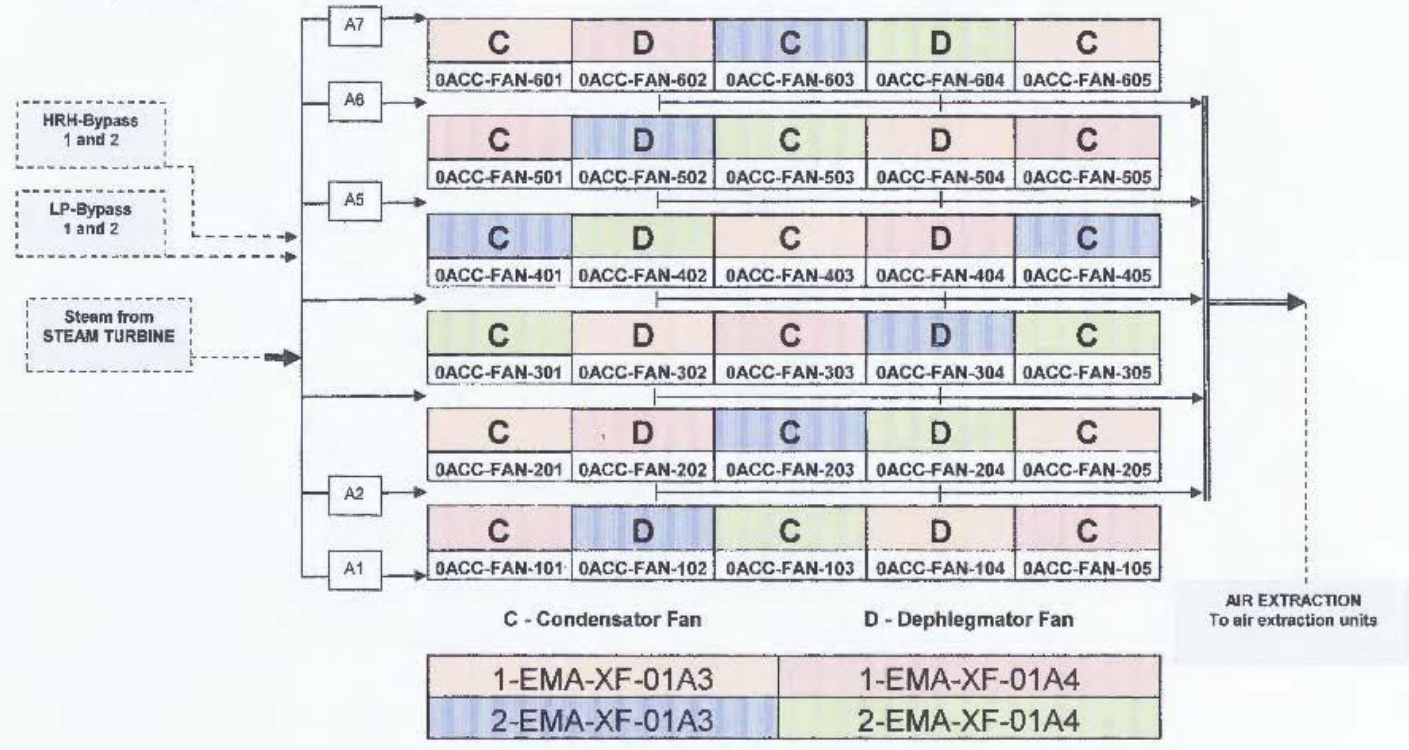 A7
C D C D C
0ACC-FAN-601 0ACC-FAN-602 0ACC-FAN-603 0ACC-FAN-604 0ACC-FAN-605
A6
HRH-Bypass
1 and 2
C D C D C
0ACC-FAN-501 0ACC-FAN-502 0ACC-FAN-503 0ACC-FAN-504 0ACC-FAN-505
A5
LP-Bypass
1 and 2
C D C D C
0ACC-FAN-401 0ACC-FAN-402 0ACC-FAN-403 0ACC-FAN-404 0ACC-FAN-405
Steam from
STEAM TURBINE
C D C D C
0ACC-FAN-301 0ACC-FAN-302 0ACC-FAN-303 0ACC-FAN-304 0ACC-FAN-305
C D C D C
0ACC-FAN-201 0ACC-FAN-202 0ACC-FAN-203 0ACC-FAN-204 0ACC-FAN-205
A2
C D C D C
0ACC-FAN-101 0ACC-FAN-102 0ACC-FAN-103 0ACC-FAN-104 0ACC-FAN-105
A1
C - Condensator Fan D - Dephlegmator Fan
AIR EXTRACTION
To air extraction units
1-EMA-XF-01A3 1-EMA-XF-01A4
2-EMA-XF-01A3 2-EMA-XF-01A4